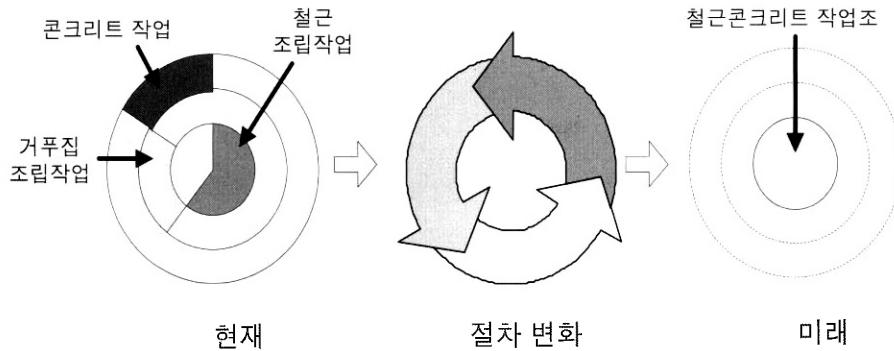 콘크리트 작업
철근
조립작업
거푸집
조립작업
철근콘크리트 작업조
현재
절차 변화
미래